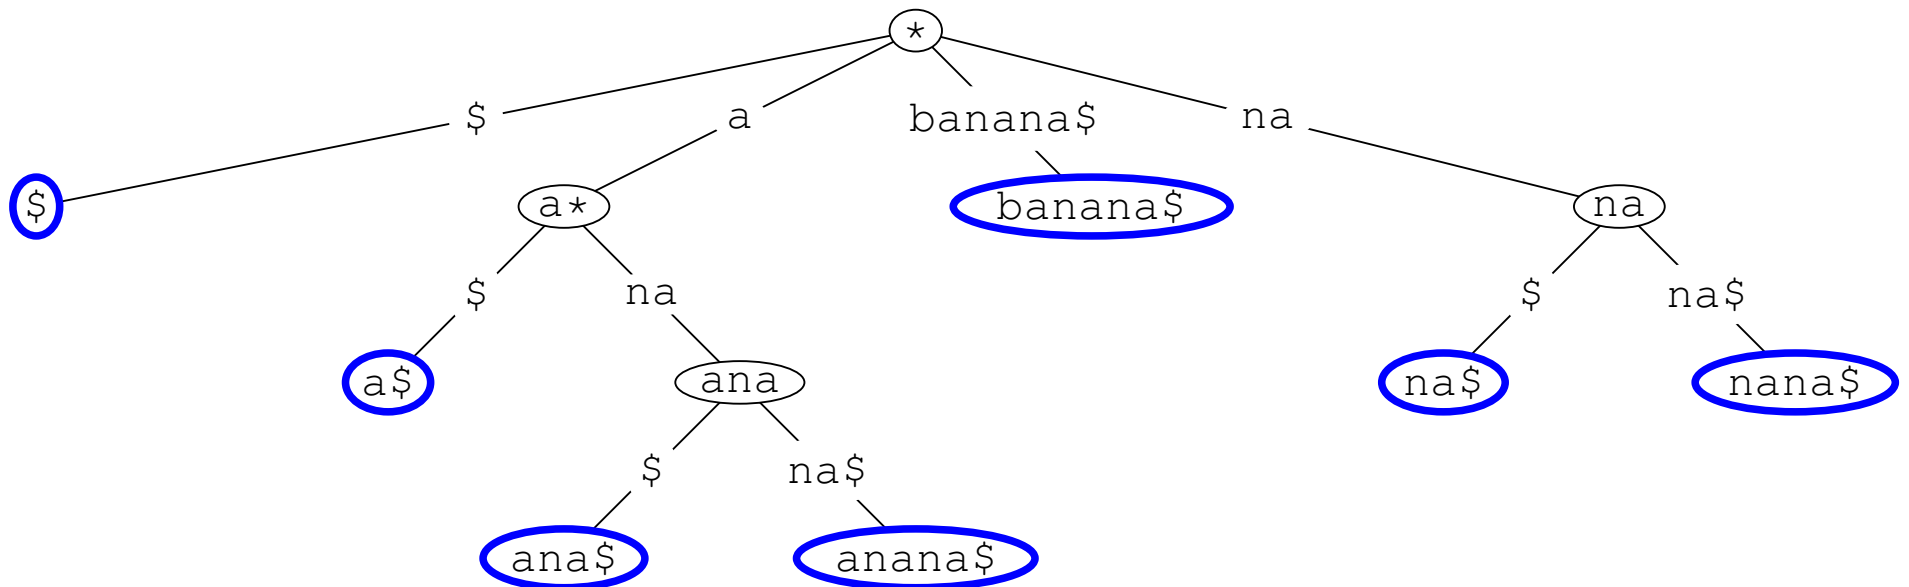 *
$ a banana$ na
$ a* banana$ na
$ na $ na$
a$ ana na$ nana$
$ na$
ana$ anana$